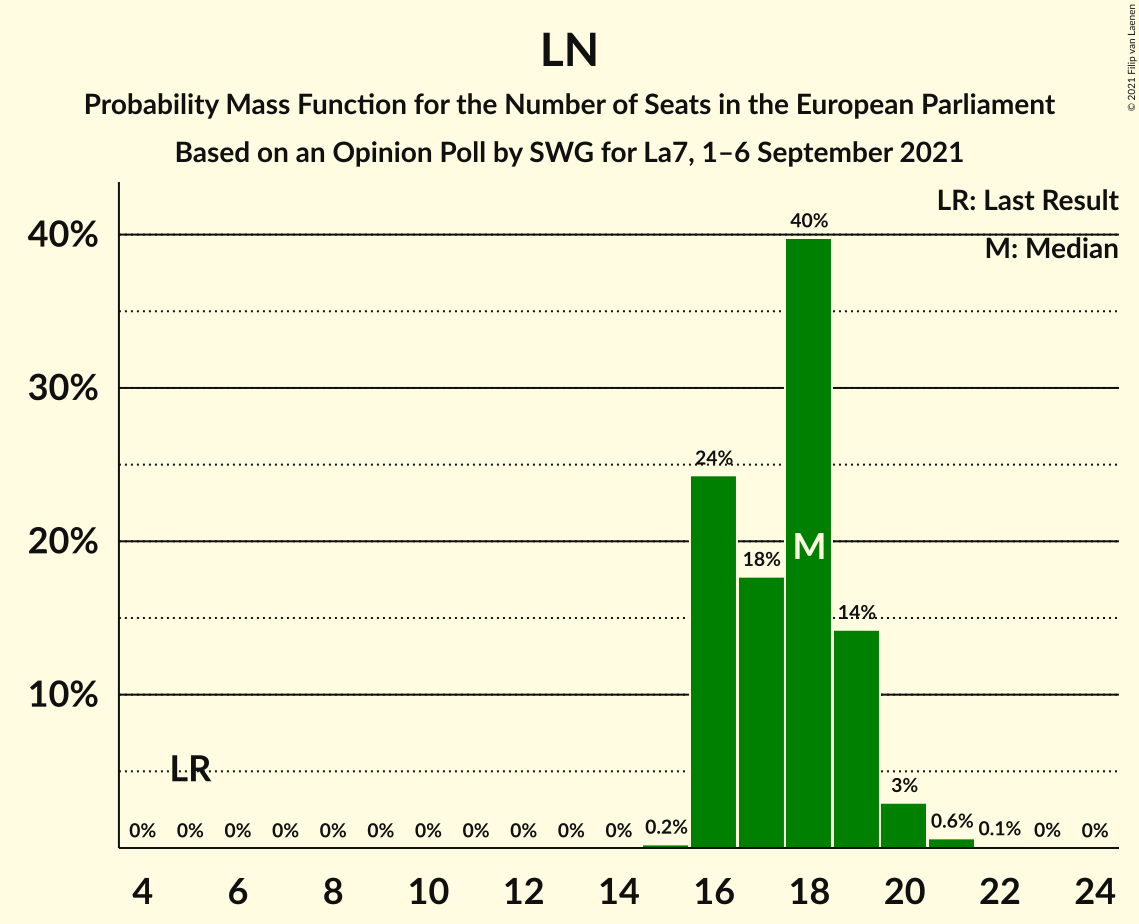 LN
Probability Mass Function for the Number of Seats in the European Parliament
Based on an Opinion Poll by SWG for La7, 1–6 September 2021
© 2021 Filip van Laenen
LR: Last Result
M: Median
40%
30%
20%
10%
40%
24%
18%
14%
3%
0.6%
0.2%
0.1%
0% 0% 0% 0% 0% 0% 0% 0% 0% 0% 0% 0% 0%
M
LR
4 6 8 10 12 14 16 18 20 22 24